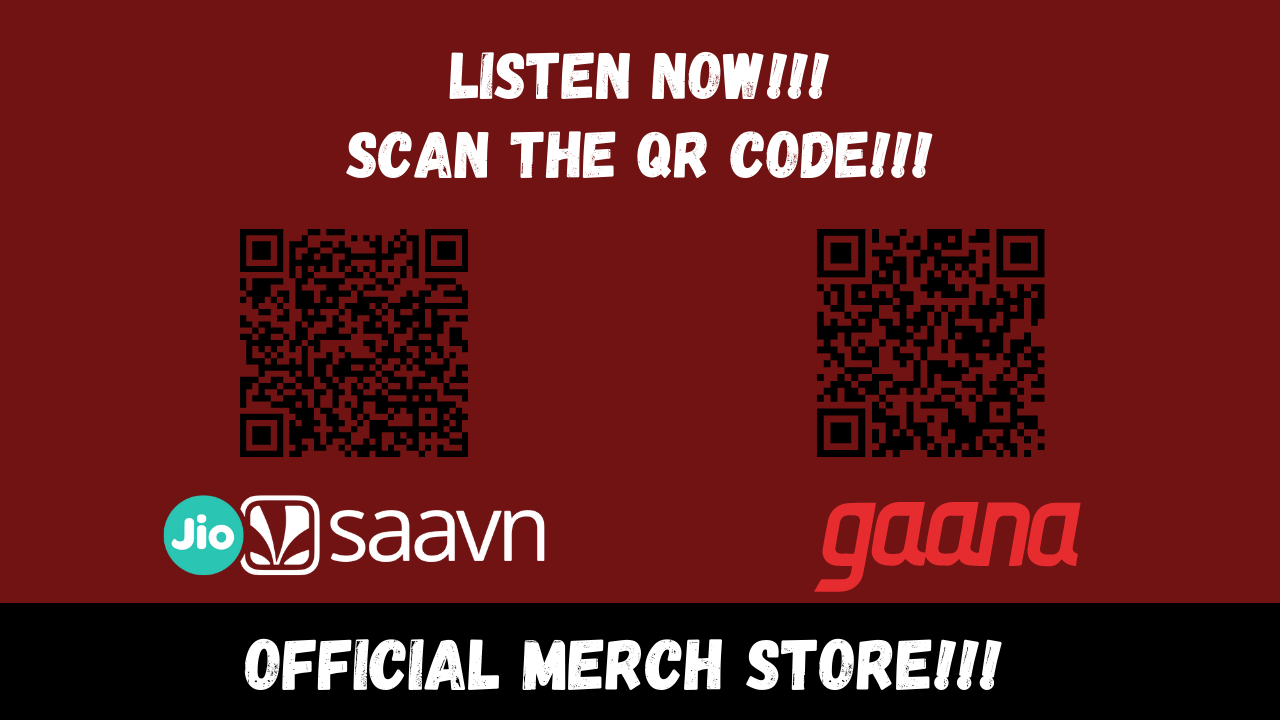 LISTEN NOW!!!
SCAN THE QR CODE!!!
Jio saavn
gaana
OFFICIAL MERCH STORE!!!